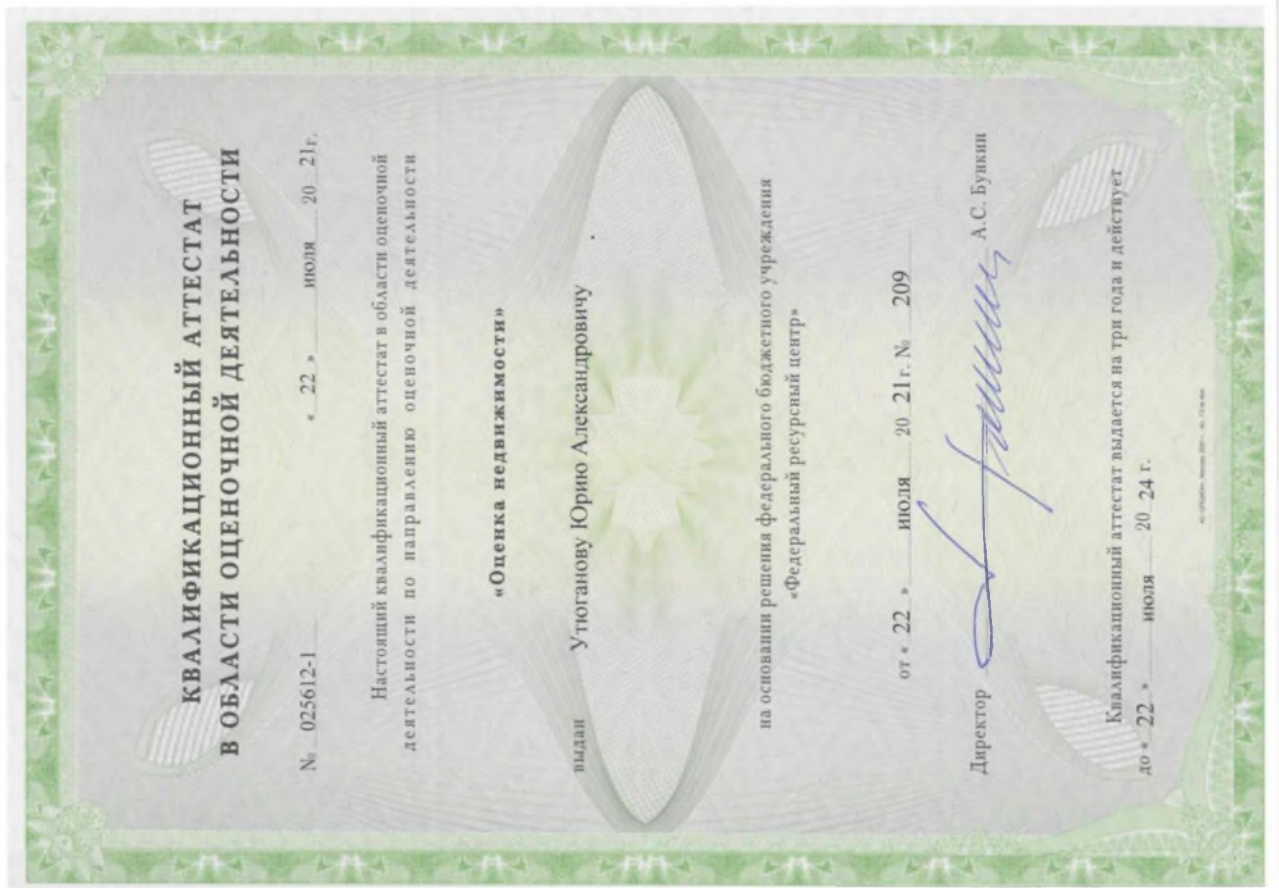 КВАЛИФИКАЦИОННЫЙ АТТЕСТАТ
В ОБЛАСТИ ОЦЕНОЧНОЙ ДЕЯТЕЛЬНОСТИ
№ 025612-1 « 22 » июля 20 21г.
Настоящий квалификационный аттестат в области оценочной
деятельности по направлению оценочной деятельности
«Оценка недвижимости»
выдан Утюганову Юрию Александровичу
на основании решения федерального бюджетного учреждения
«Федеральный ресурсный центр»
от « 22 » июля 20 21 г. № 209
Директор А.С. Бункин
Квалификационный аттестат выдается на три года и действует
до « 22 » июля 20 24 г.